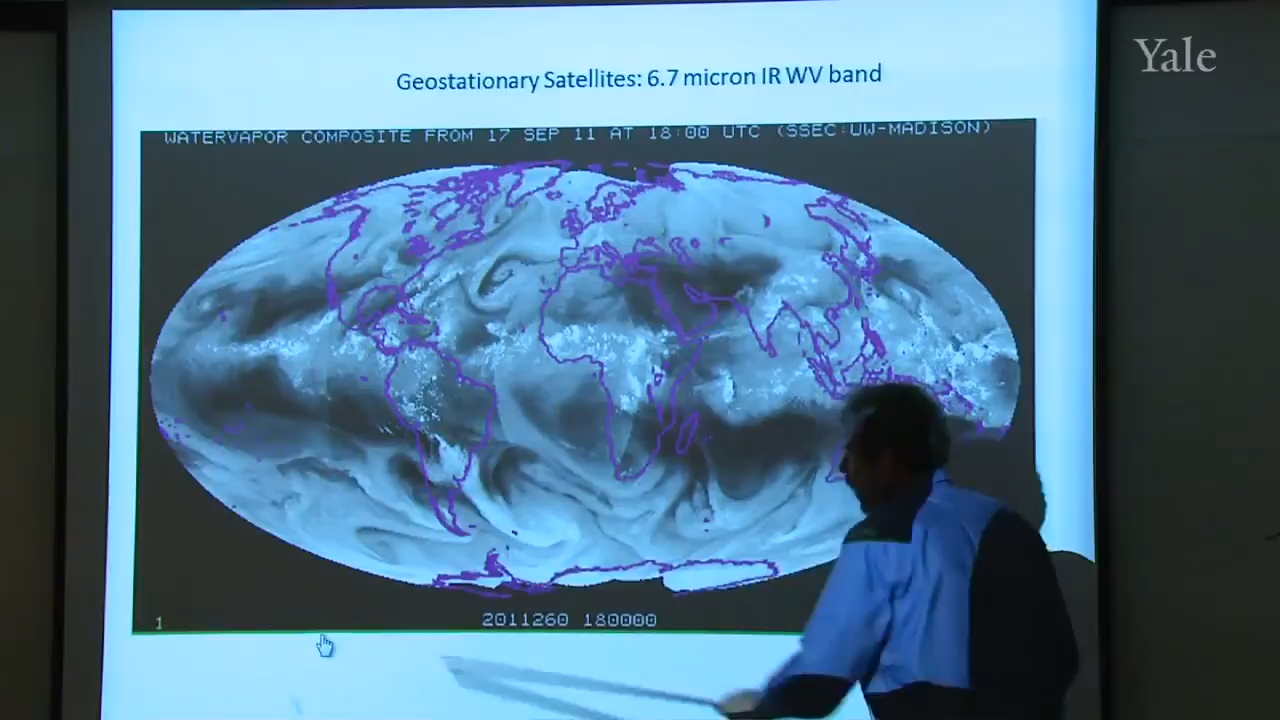 Yale
Geostationary Satellites: 6.7 micron IR WV band
WATERVAPOR COMPOSITE FROM 17 SEP 11 AT 18:00 UTC (SSEC:UW-MADISON)
1
2011260 180000